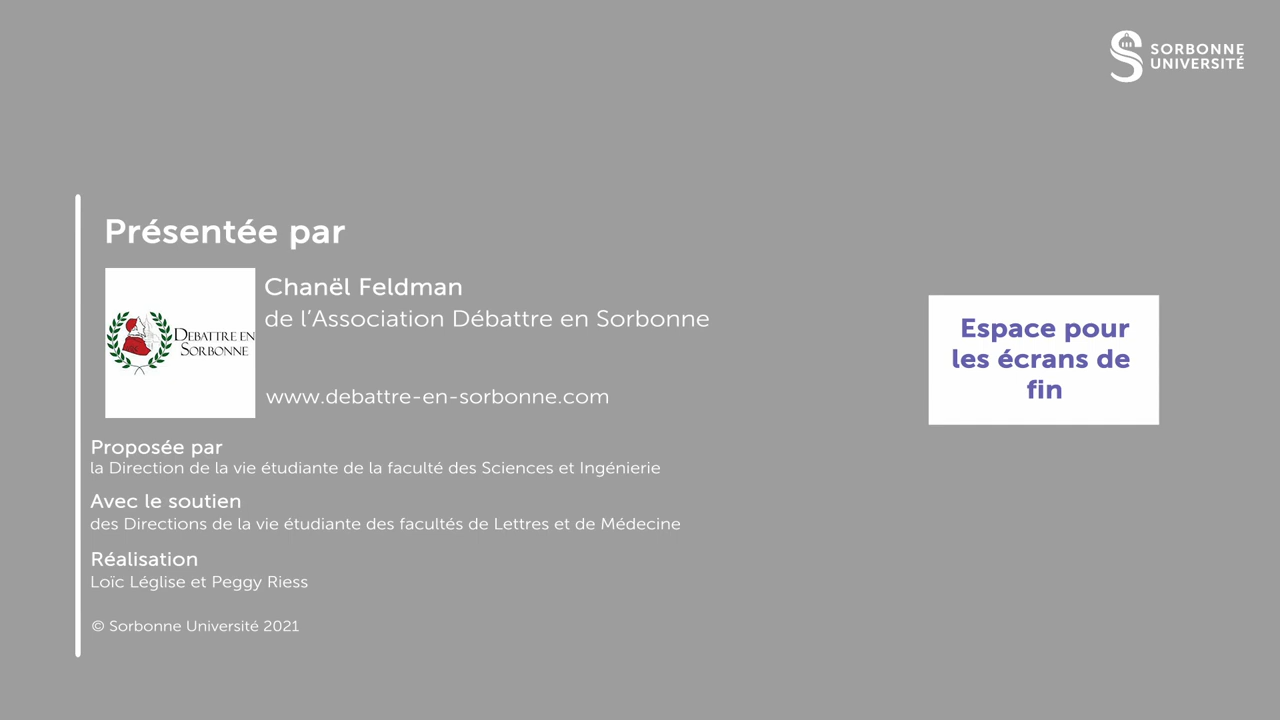 SORBONNE
UNIVERSITÉ
Présentée par
DEBATTRE EN
SORBONNE
Chanël Feldman
de l'Association Débattre en Sorbonne
www.debattre-en-sorbonne.com
Espace pour
les écrans de
fin
Proposée par
la Direction de la vie étudiante de la faculté des Sciences et Ingénierie
Avec le soutien
des Directions de la vie étudiante des facultés de Lettres et de Médecine
Réalisation
Loïc Léglise et Peggy Riess
© Sorbonne Université 2021